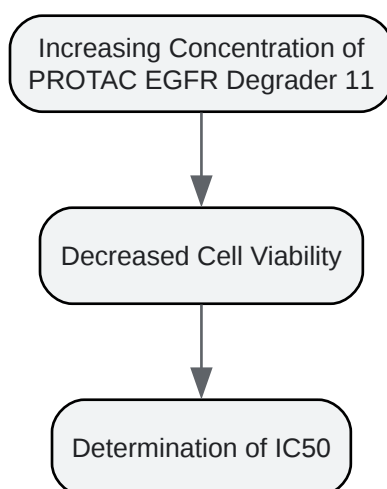 Increasing Concentration of
PROTAC EGFR Degrader 11
Decreased Cell Viability
Determination of IC50